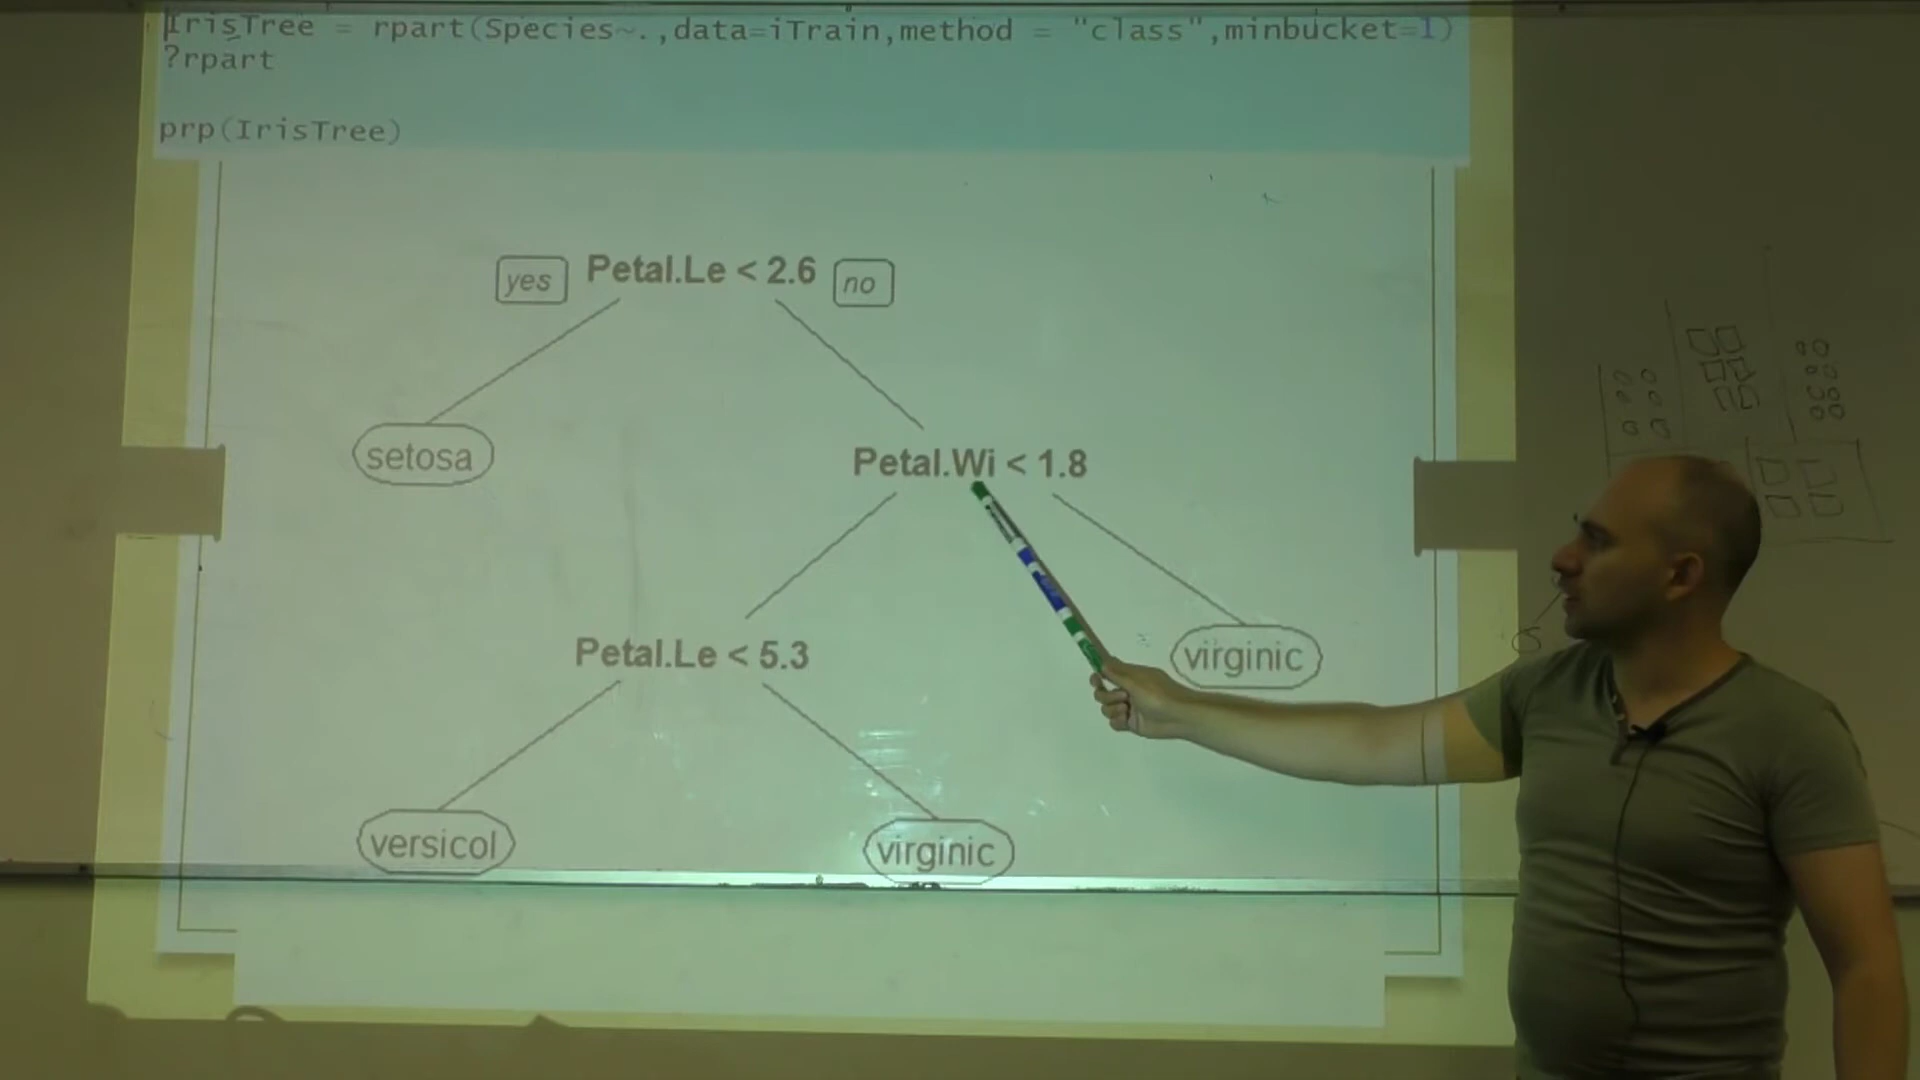 IrisTree = rpart(Species~.,data=iTrain,method = "class",minbucket=1)
?rpart
prp(IrisTree)
yes Petal.Le < 2.6 no
setosa
Petal.Wi < 1.8
Petal.Le < 5.3
virginic
versicol
virginic